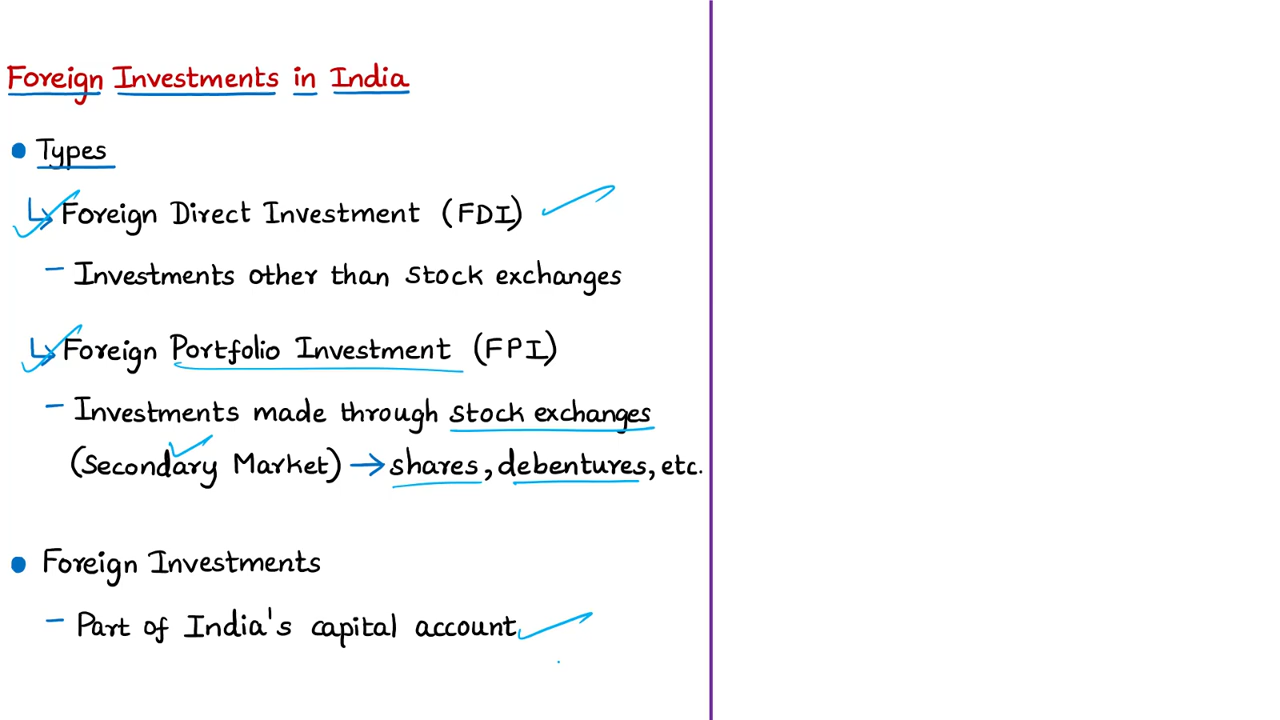 Foreign Investments in India
• Types
↳ Foreign Direct Investment (FDI)
– Investments other than stock exchanges
↳ Foreign Portfolio Investment (FPI)
– Investments made through stock exchanges
(Secondary Market) → shares, debentures, etc.
• Foreign Investments
– Part of India's capital account